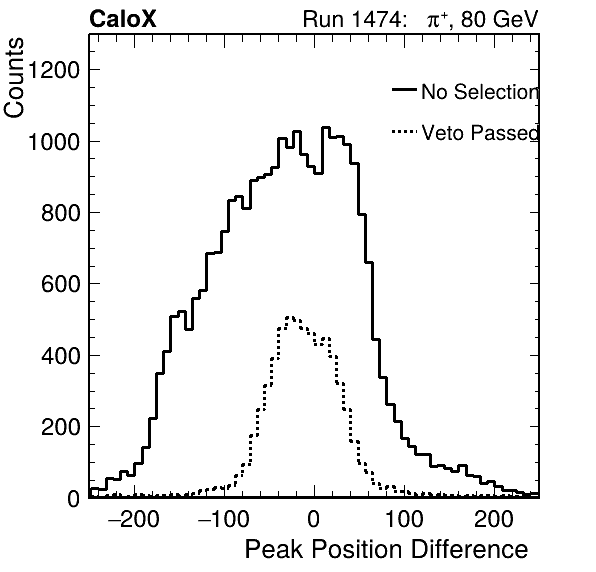 CaloX Run 1474: π⁺, 80 GeV
Counts
No Selection
Veto Passed
1200
1000
800
600
400
200
0
−200 −100 0 100 200
Peak Position Difference